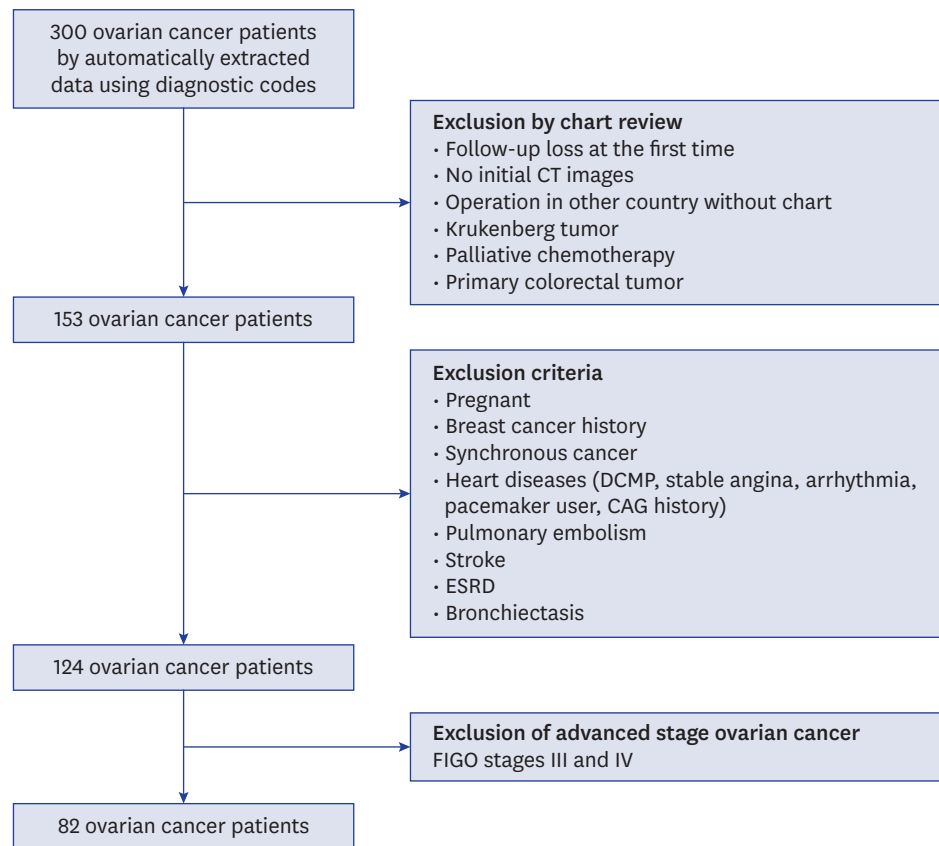 300 ovarian cancer patients
by automatically extracted
data using diagnostic codes
Exclusion by chart review
· Follow-up loss at the first time
· No initial CT images
· Operation in other country without chart
· Krukenberg tumor
· Palliative chemotherapy
· Primary colorectal tumor
153 ovarian cancer patients
Exclusion criteria
· Pregnant
· Breast cancer history
· Synchronous cancer
· Heart diseases (DCMP, stable angina, arrhythmia,
pacemaker user, CAG history)
· Pulmonary embolism
· Stroke
· ESRD
· Bronchiectasis
124 ovarian cancer patients
Exclusion of advanced stage ovarian cancer
FIGO stages III and IV
82 ovarian cancer patients